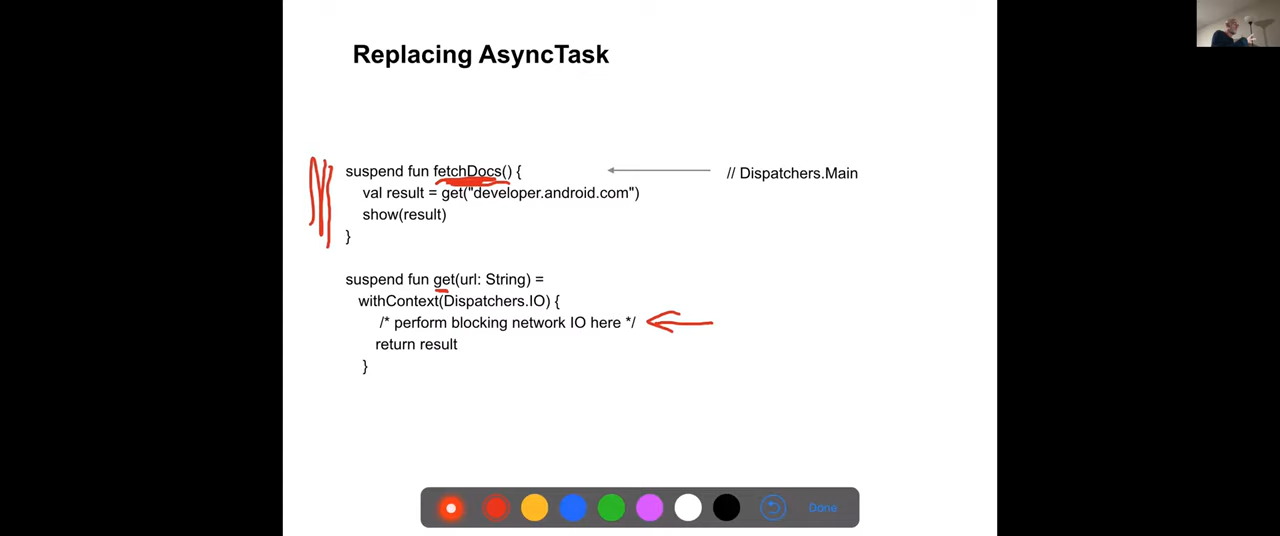 Replacing AsyncTask
suspend fun fetchDocs() {
// Dispatchers.Main
val result = get("developer.android.com")
show(result)
}
suspend fun get(url: String) =
withContext(Dispatchers.IO) {
/* perform blocking network IO here */
return result
}
Done